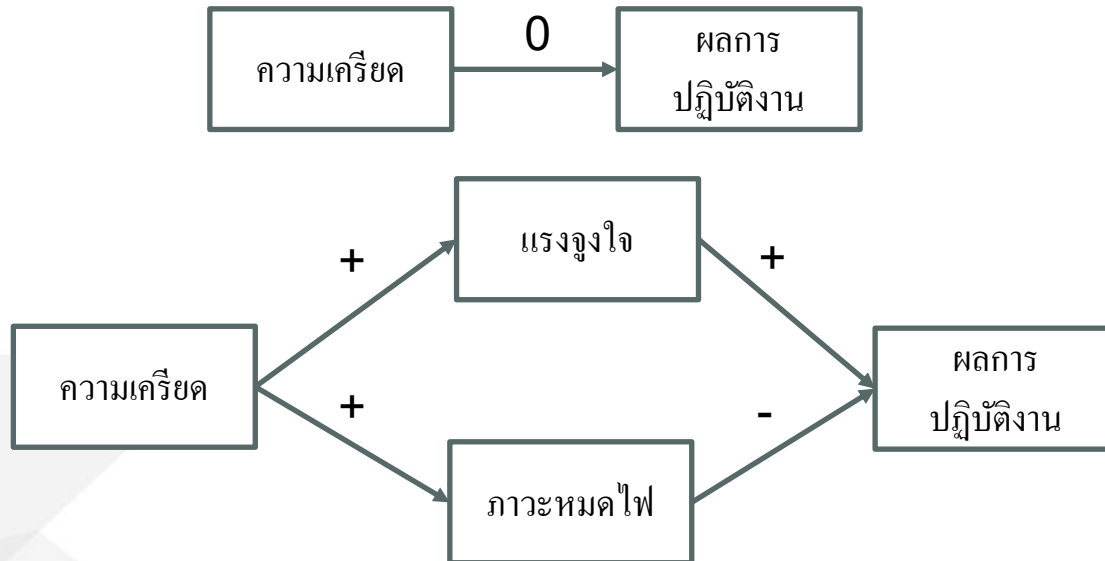 0
ความเครียด
ผลการ
ปฏิบัติงาน
แรงจูงใจ
+
+
ความเครียด
ผลการ
ปฏิบัติงาน
+
-
ภาวะหมดไฟ